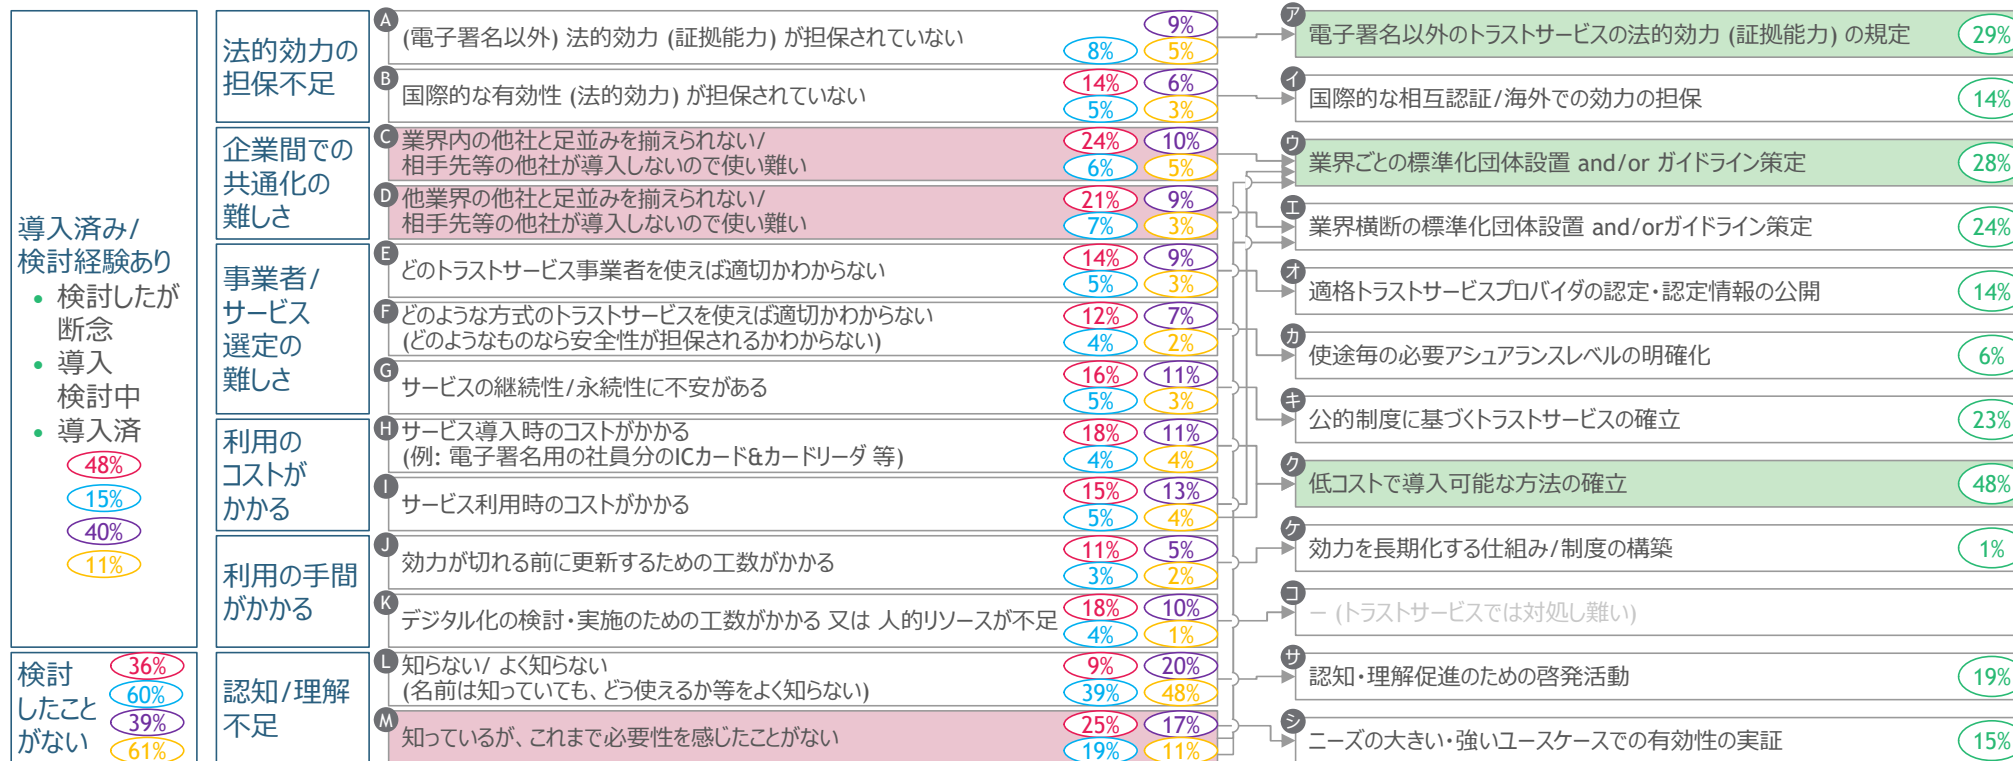 導入済み/
検討経験あり
• 検討したが
断念
• 導入
検討中
• 導入済
48%
15%
40%
11%
検討
したこと
がない
36%
60%
39%
61%
法的効力の
担保不足
A
(電子署名以外) 法的効力 (証拠能力) が担保されていない
9%
8% 5%
B
国際的な有効性 (法的効力) が担保されていない
14% 6%
5% 3%
企業間での
共通化の
難しさ
C
業界内の他社と足並みを揃えられない/
相手先等の他社が導入しないので使い難い
24% 10%
6% 5%
D
他業界の他社と足並みを揃えられない/
相手先等の他社が導入しないので使い難い
21% 9%
7% 3%
事業者/
サービス
選定の
難しさ
E
どのトラストサービス事業者を使えば適切かわからない
14% 9%
5% 3%
F
どのような方式のトラストサービスを使えば適切かわからない
(どのようなものなら安全性が担保されるかわからない)
12% 7%
4% 2%
G
サービスの継続性/永続性に不安がある
16% 11%
5% 3%
利用の
コストが
かかる
H
サービス導入時のコストがかかる
(例: 電子署名用の社員分のICカード&カードリーダ 等)
18% 11%
4% 4%
I
サービス利用時のコストがかかる
15% 13%
5% 4%
利用の手間
がかかる
J
効力が切れる前に更新するための工数がかかる
11% 5%
3% 2%
K
デジタル化の検討・実施のための工数がかかる 又は 人的リソースが不足
18% 10%
4% 1%
認知/理解
不足
L
知らない/ よく知らない
(名前は知っていても、どう使えるか等をよく知らない)
9% 20%
39% 48%
M
知っているが、これまで必要性を感じたことがない
25% 17%
19% 11%
ア
電子署名以外のトラストサービスの法的効力 (証拠能力) の規定
29%
イ
国際的な相互認証/海外での効力の担保
14%
ウ
業界ごとの標準化団体設置 and/or ガイドライン策定
28%
エ
業界横断の標準化団体設置 and/orガイドライン策定
24%
オ
適格トラストサービスプロバイダの認定・認定情報の公開
14%
カ
使途毎の必要アシュアランスレベルの明確化
6%
キ
公的制度に基づくトラストサービスの確立
23%
ク
低コストで導入可能な方法の確立
48%
ケ
効力を長期化する仕組み/制度の構築
1%
コ
ー (トラストサービスでは対処し難い)
サ
認知・理解促進のための啓発活動
19%
シ
ニーズの大きい・強いユースケースでの有効性の実証
15%